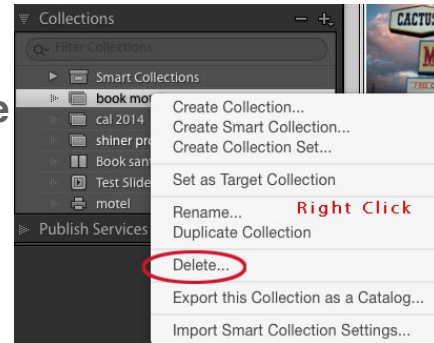 Collections
Filter Collections
Smart Collections
book mot
cal 2014
shiner pro
Book san
Test Slide
motel
Publish Services
Create Collection...
Create Smart Collection...
Create Collection Set...
Set as Target Collection
Rename...
Right Click
Duplicate Collection
Delete...
Export this Collection as a Catalog...
Import Smart Collection Settings...
CACTUS
M
e